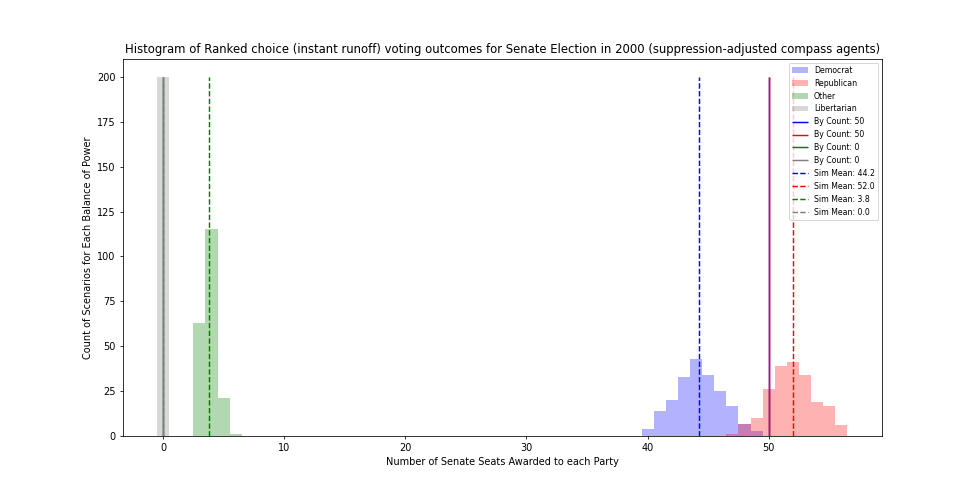 Histogram of Ranked choice (instant runoff) voting outcomes for Senate Election in 2000 (suppression-adjusted compass agents)
Democrat
Republican
Other
Libertarian
By Count: 50
By Count: 50
By Count: 0
By Count: 0
Sim Mean: 44.2
Sim Mean: 52.0
Sim Mean: 3.8
Sim Mean: 0.0
Count of Scenarios for Each Balance of Power
200
175
150
125
100
75
50
25
0
0 10 20 30 40 50
Number of Senate Seats Awarded to each Party